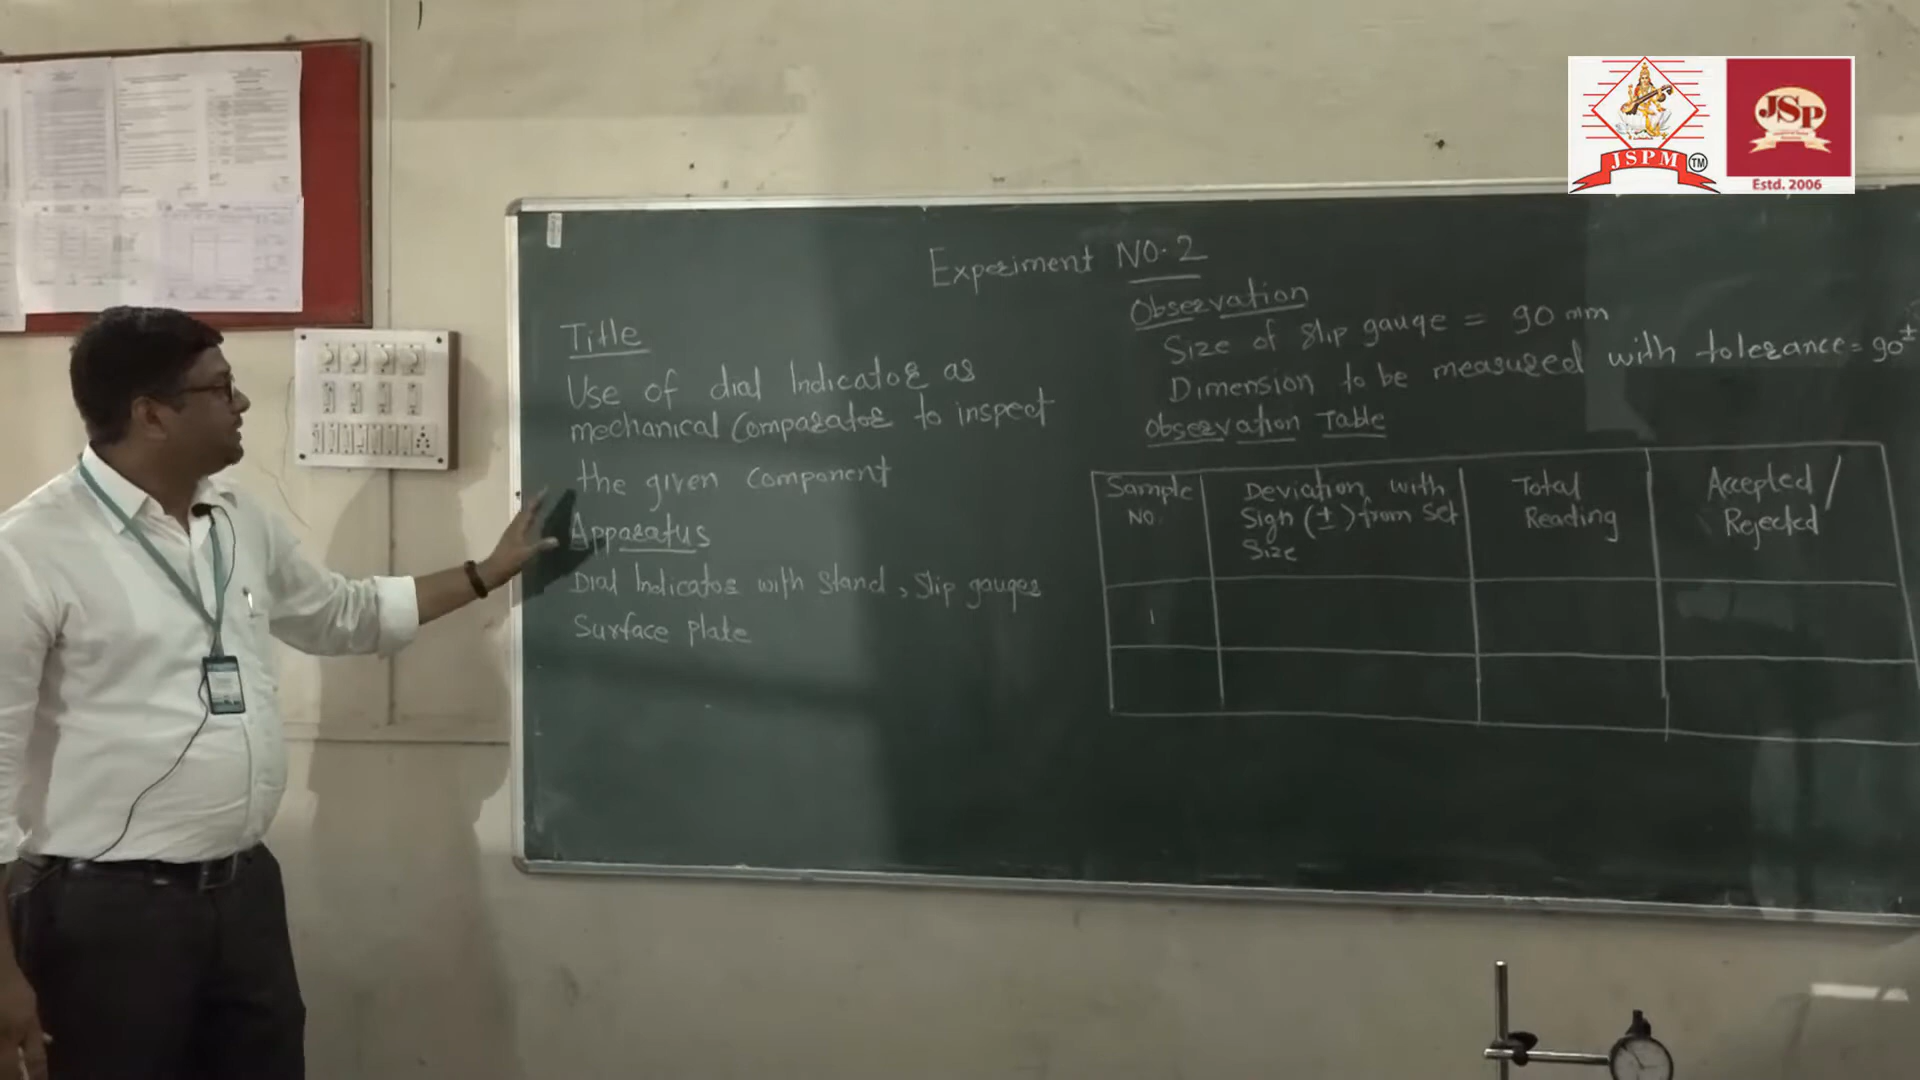 JSPM
TM
JSP
Estd. 2006
Experiment NO. 2
Title
Use of dial Indicator as
mechanical Comparator to inspect
the given component
Apparatus
Dial Indicator with stand, slip gauges
Surface plate
Observation
Size of slip gauge = 90 mm
Dimension to be measured with tolerance = 90±
Observation Table
Sample
NO.
Deviation with
Sign (±) from Set
Size
Total
Reading
Accepted /
Rejected
1